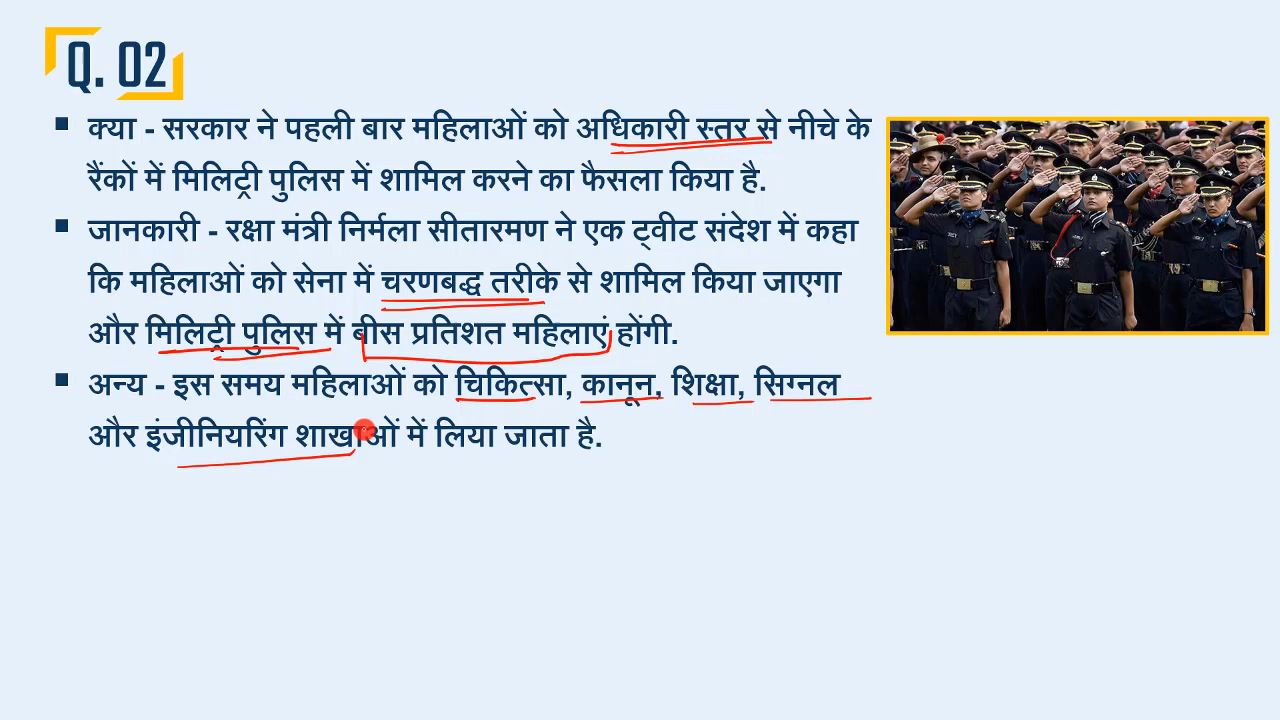 Q. 02
▪ क्या - सरकार ने पहली बार महिलाओं को अधिकारी स्तर से नीचे के
रैंकों में मिलिट्री पुलिस में शामिल करने का फैसला किया है.
▪ जानकारी - रक्षा मंत्री निर्मला सीतारमण ने एक ट्वीट संदेश में कहा
कि महिलाओं को सेना में चरणबद्ध तरीके से शामिल किया जाएगा
और मिलिट्री पुलिस में बीस प्रतिशत महिलाएं होंगी.
▪ अन्य - इस समय महिलाओं को चिकित्सा, कानून, शिक्षा, सिग्नल
और इंजीनियरिंग शाखाओं में लिया जाता है.